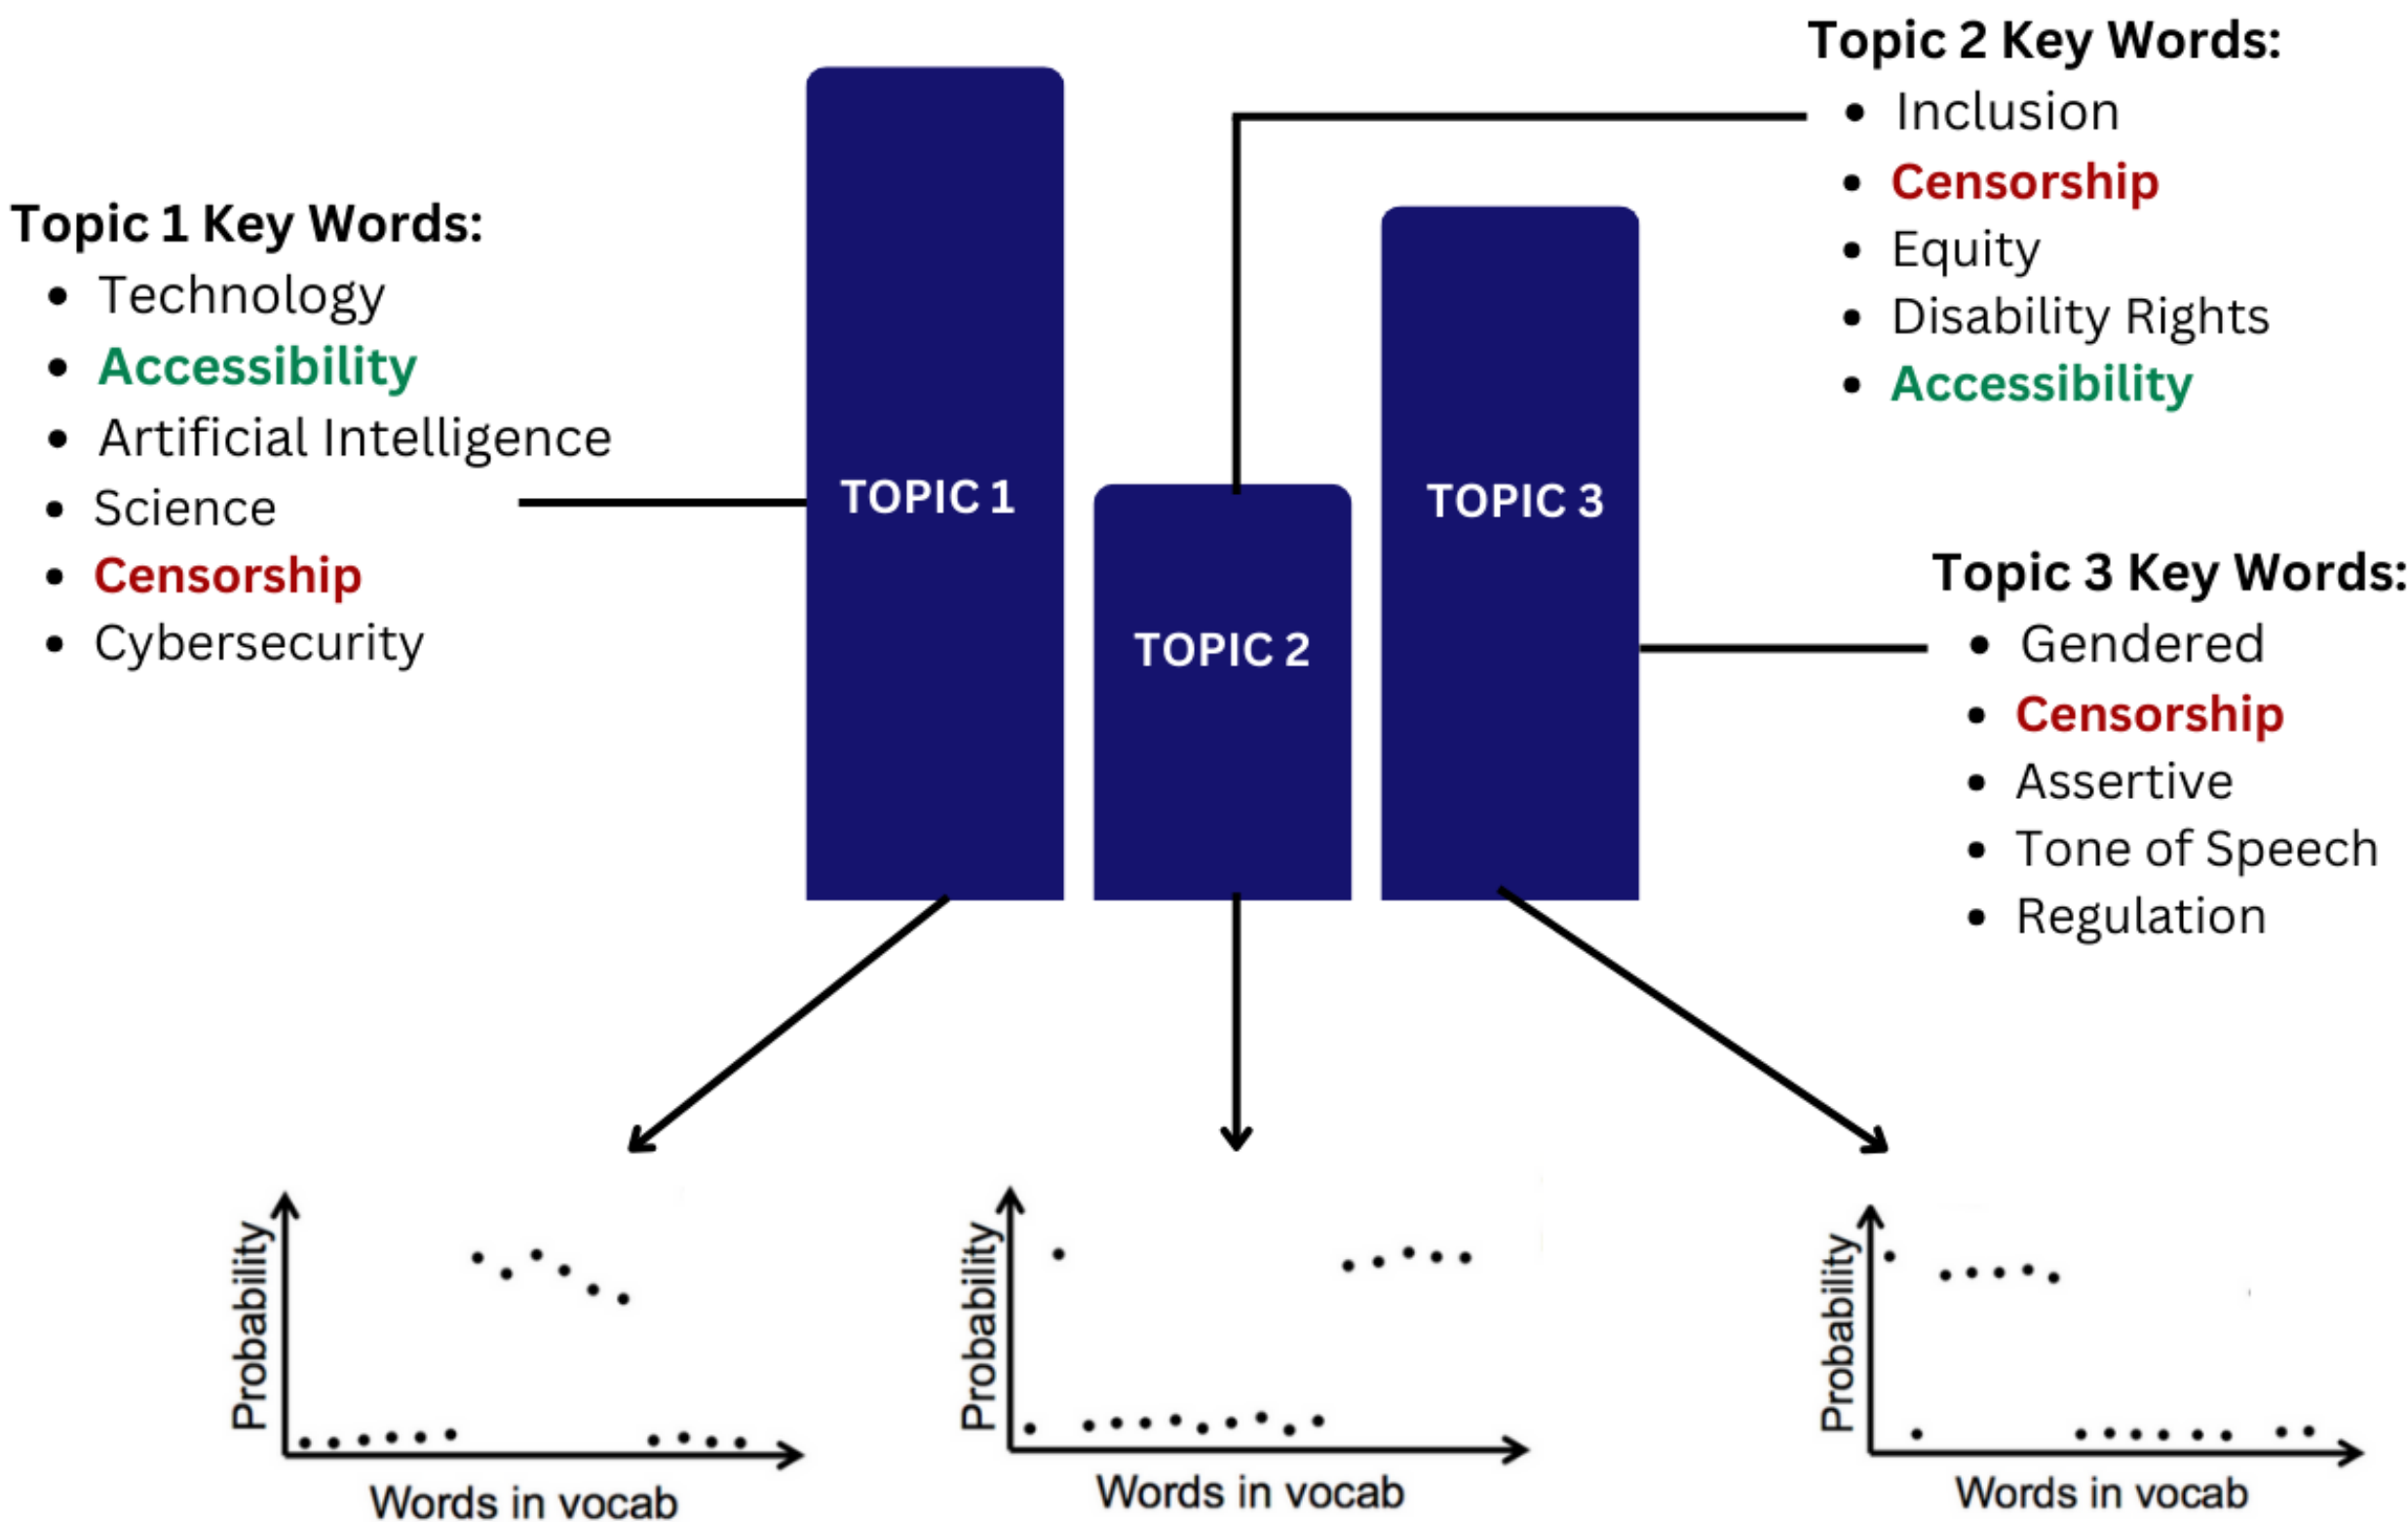 Topic 1 Key Words:
Technology
Accessibility
Artificial Intelligence
Science
Censorship
Cybersecurity
TOPIC 1
TOPIC 2
TOPIC 3
Topic 2 Key Words:
Inclusion
Censorship
Equity
Disability Rights
Accessibility
Topic 3 Key Words:
Gendered
Censorship
Assertive
Tone of Speech
Regulation
Probability
Words in vocab
Probability
Words in vocab
Probability
Words in vocab